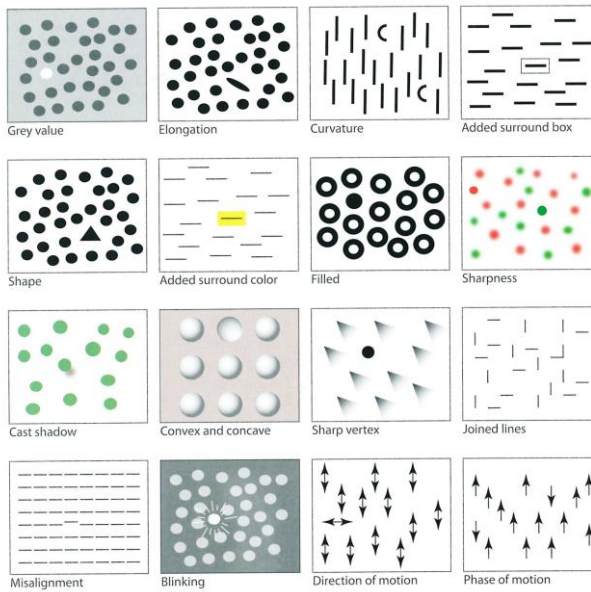 Grey value
Elongation
Curvature
Added surround box
Shape
Added surround color
Filled
Sharpness
Cast shadow
Convex and concave
Sharp vertex
Joined lines
Misalignment
Blinking
Direction of motion
Phase of motion